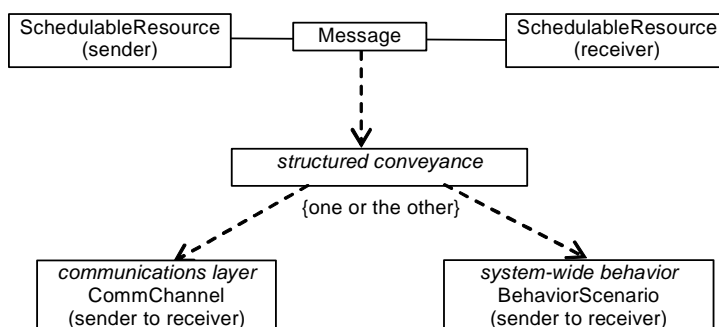 SchedulableResource
(sender)
Message
SchedulableResource
(receiver)
structured conveyance
{one or the other}
communications layer
CommChannel
(sender to receiver)
system-wide behavior
BehaviorScenario
(sender to receiver)